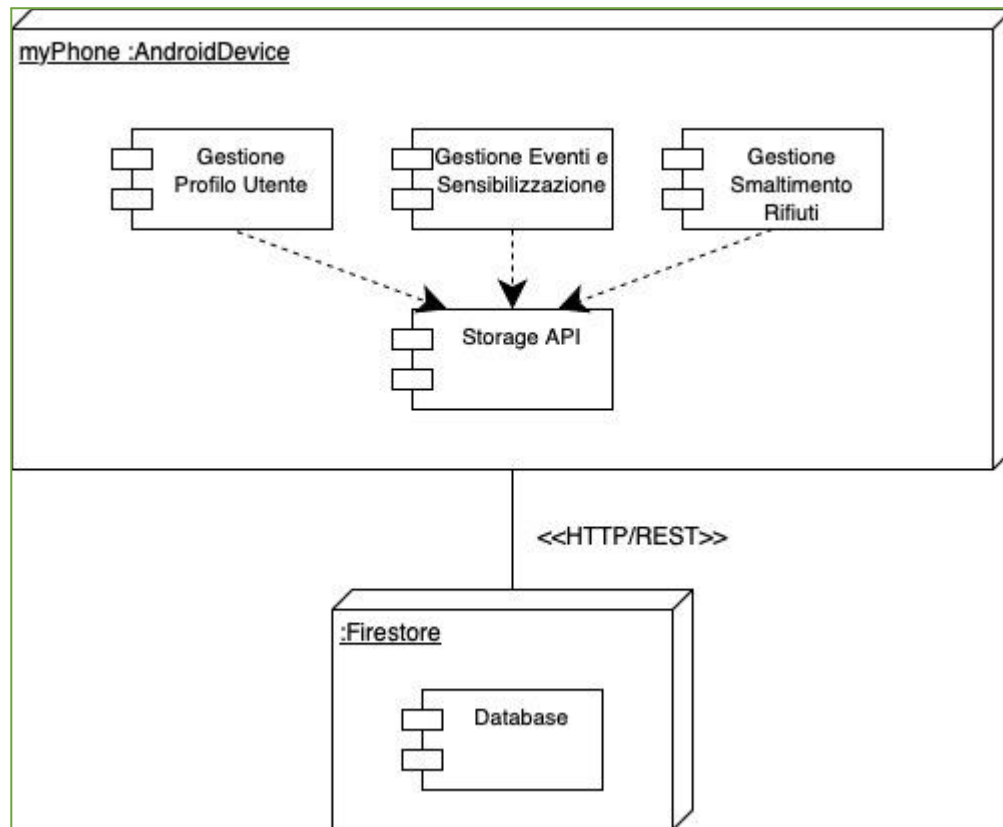 myPhone :AndroidDevice
Gestione
Profilo Utente
Gestione Eventi e
Sensibilizzazione
Gestione
Smaltimento
Rifiuti
Storage API
<<HTTP/REST>>
:Firestore
Database